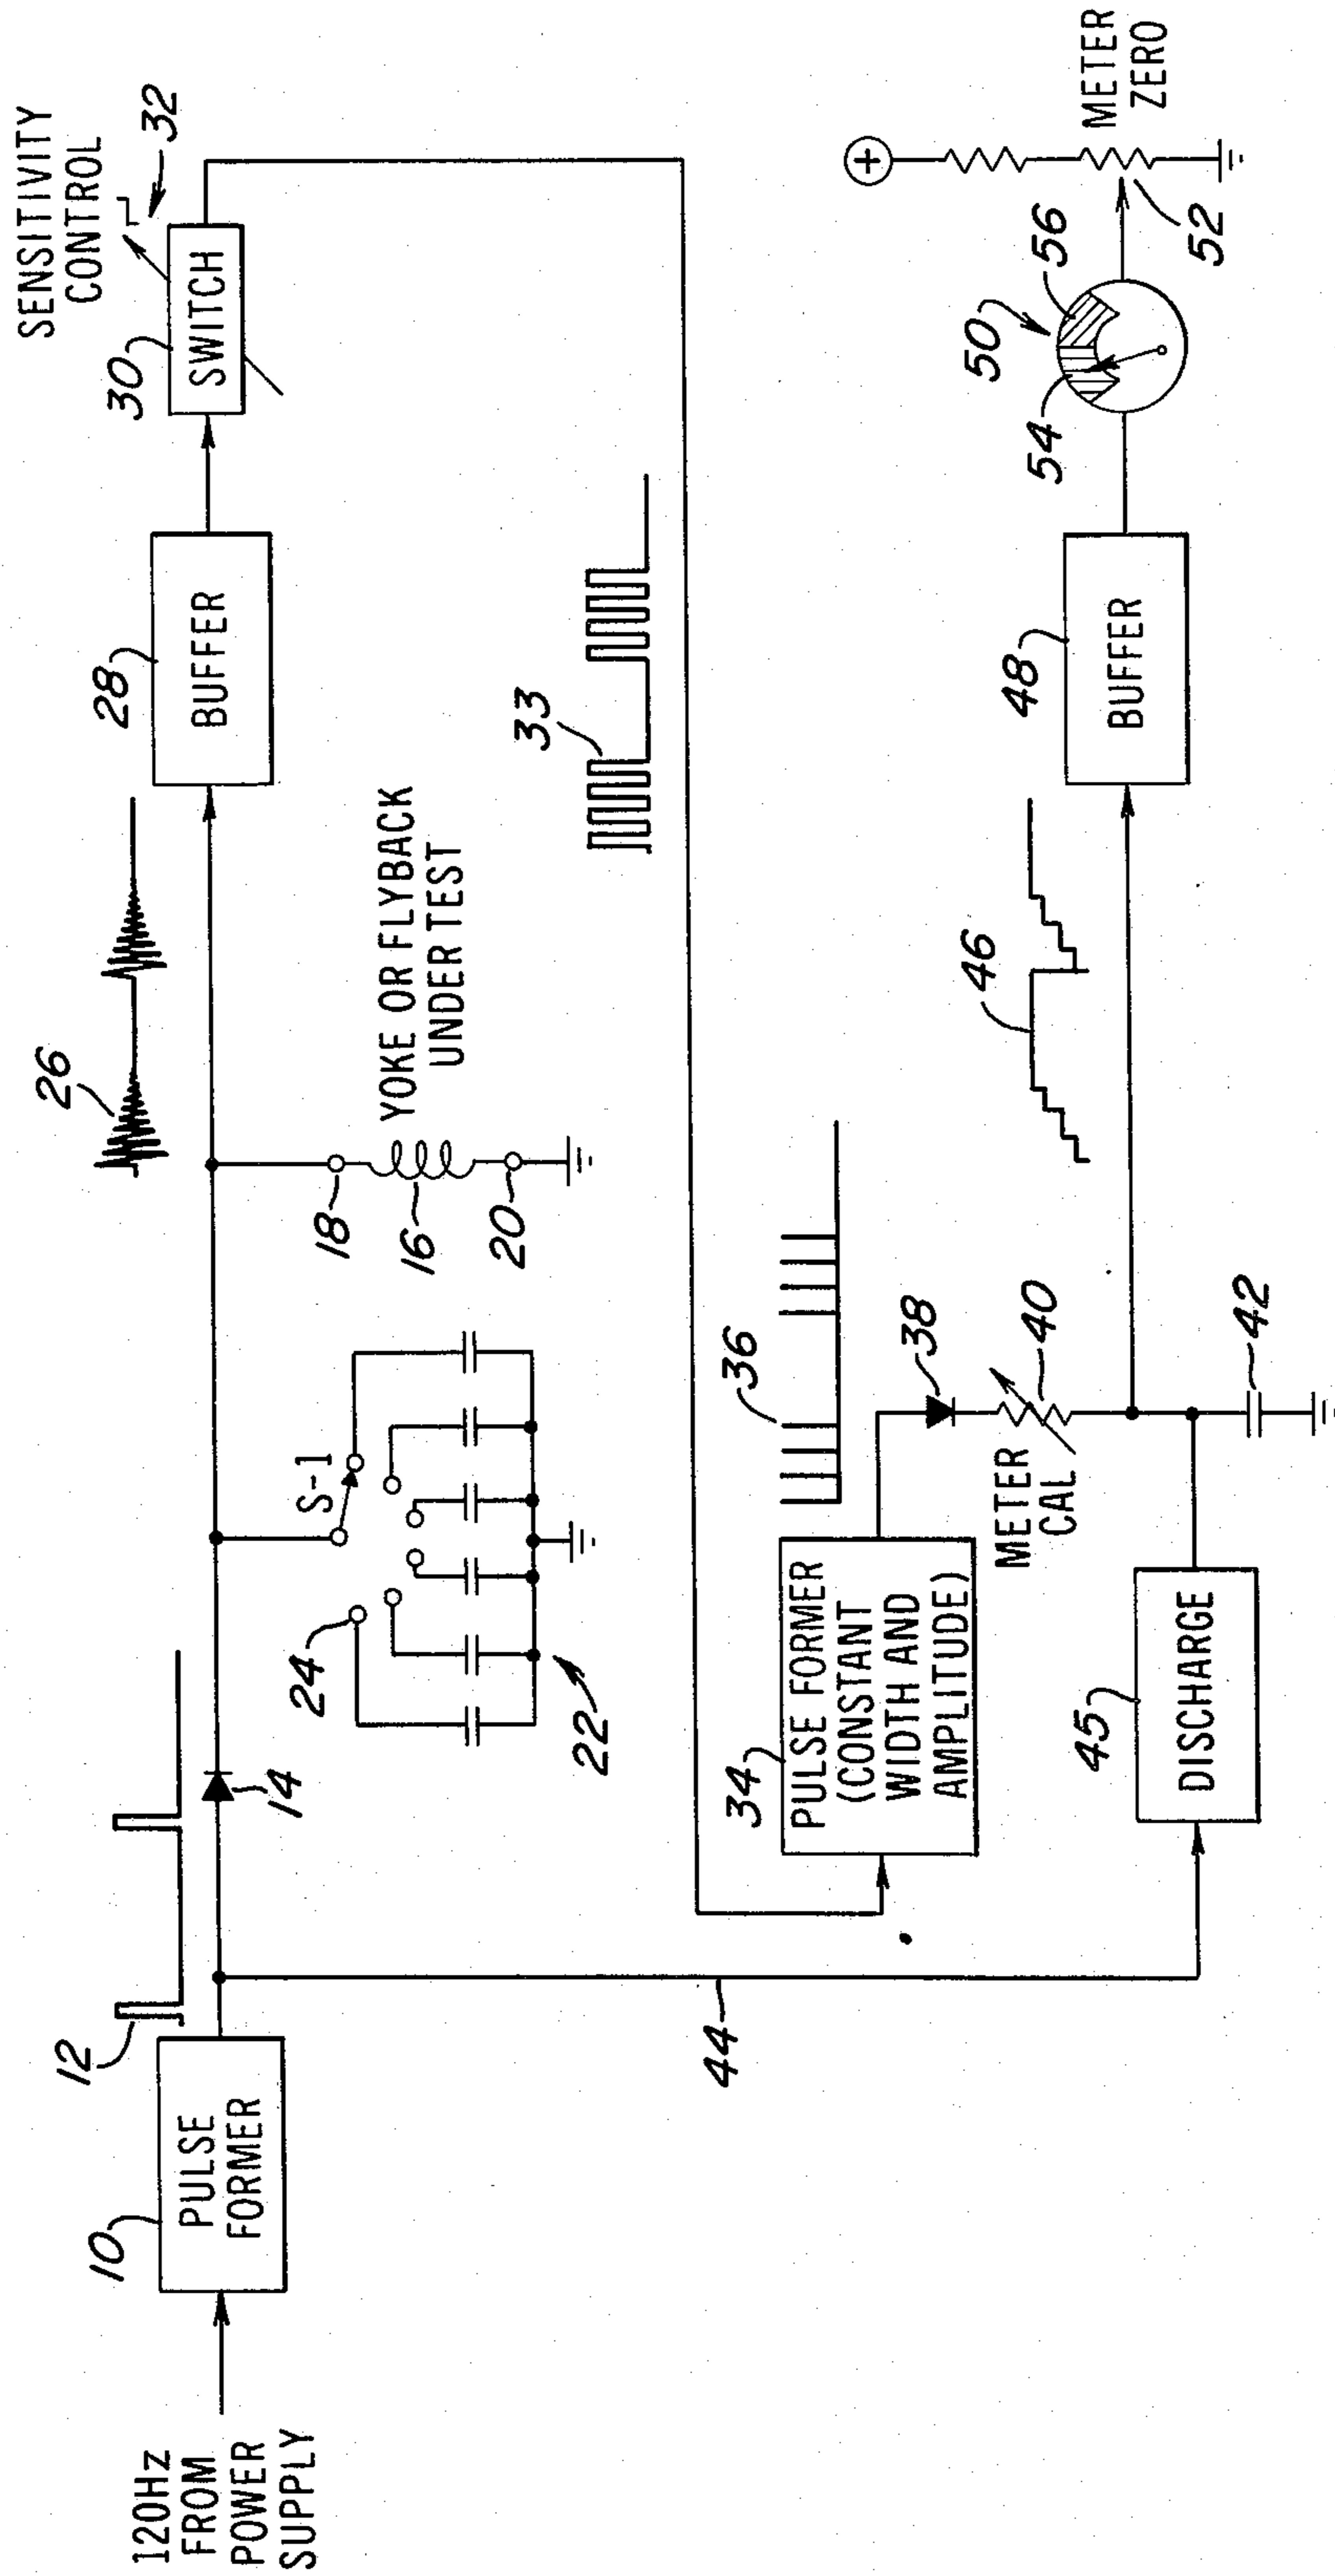 120Hz
FROM
POWER
SUPPLY
10
PULSE
FORMER
12
14
44
24
S-1
22
26
18
16
20
YOKE OR FLYBACK
UNDER TEST
28
BUFFER
30
SWITCH
SENSITIVITY
CONTROL
32
33
34
PULSE FORMER
(CONSTANT
WIDTH AND
AMPLITUDE)
36
38
METER
CAL
40
42
45
DISCHARGE
46
48
BUFFER
50
54
56
52
+
METER
ZERO